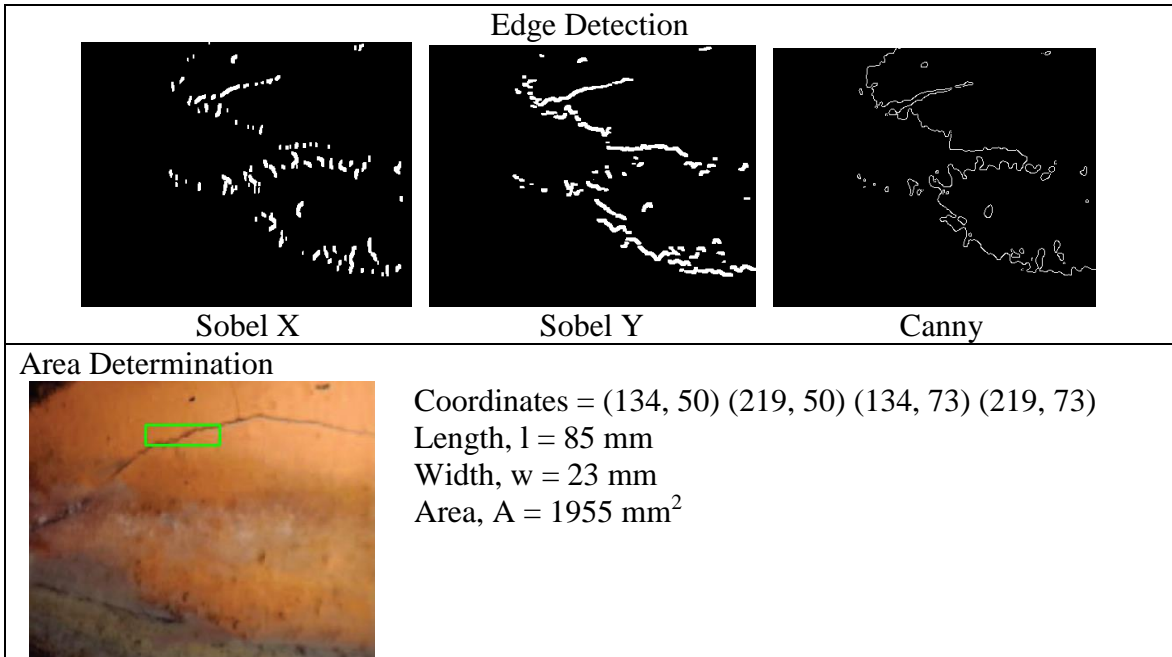 Edge Detection
Sobel X
Sobel Y
Canny
Area Determination
Coordinates = (134, 50) (219, 50) (134, 73) (219, 73)
Length, l = 85 mm
Width, w = 23 mm
Area, A = 1955 mm²